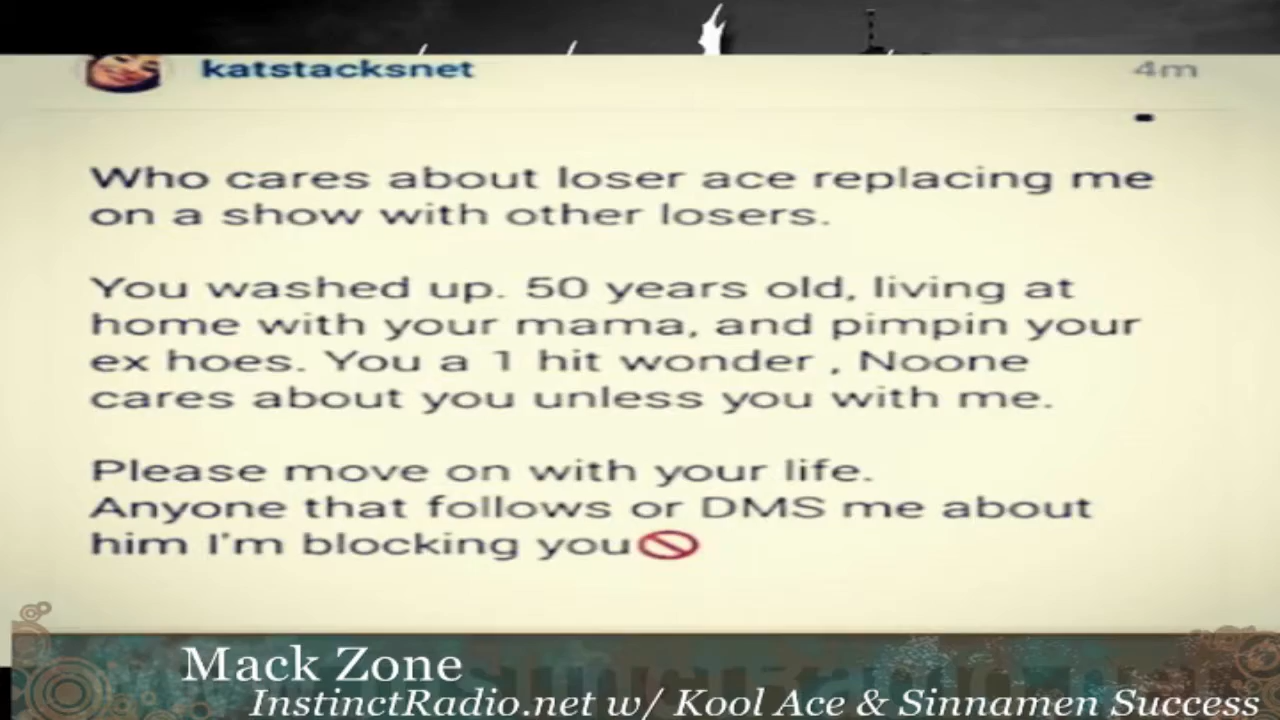 katstacksnet 4m
Who cares about loser ace replacing me
on a show with other losers.
You washed up. 50 years old, living at
home with your mama, and pimpin your
ex hoes. You a 1 hit wonder , Noone
cares about you unless you with me.
Please move on with your life.
Anyone that follows or DMS me about
him I'm blocking you🚫
Mack Zone
InstinctRadio.net w/ Kool Ace & Sinnamen Success